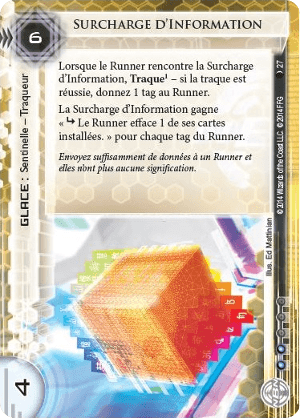 Surcharge d'Information
6
Lorsque le Runner rencontre la Surcharge
d'Information, Traque¹ – si la traque est
réussie, donnez 1 tag au Runner.
La Surcharge d'Information gagne
« ↳ Le Runner efface 1 de ses cartes
installées. » pour chaque tag du Runner.
Envoyez suffisamment de données à un Runner et
elles n'ont plus aucune signification.
GLACE : Sentinelle – Traqueur
27
© 2014 Wizards of the Coast LLC. © 2014 FFG
Illus. Ed Mattinian
4